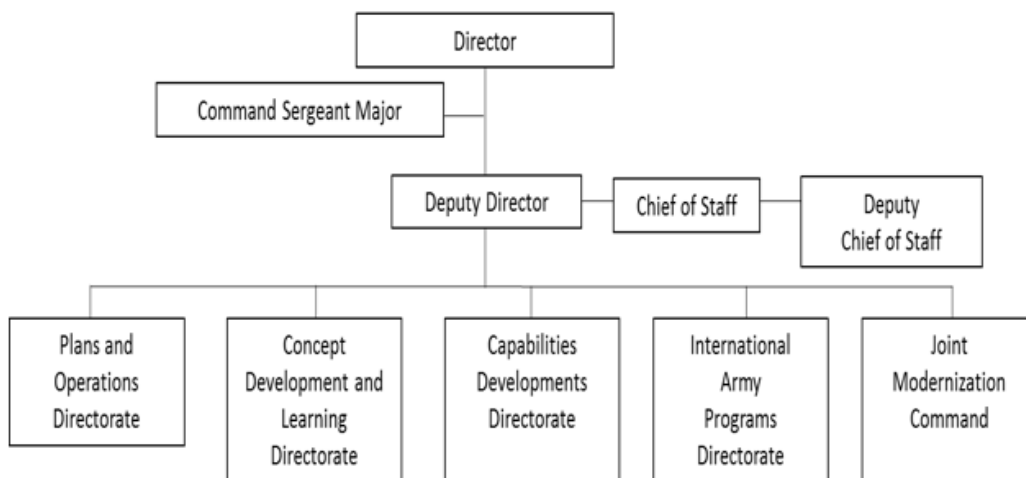 Director
Command Sergeant Major
Deputy Director
Chief of Staff
Deputy
Chief of Staff
Plans and
Operations
Directorate
Concept
Development and
Learning
Directorate
Capabilities
Developments
Directorate
International
Army
Programs
Directorate
Joint
Modernization
Command